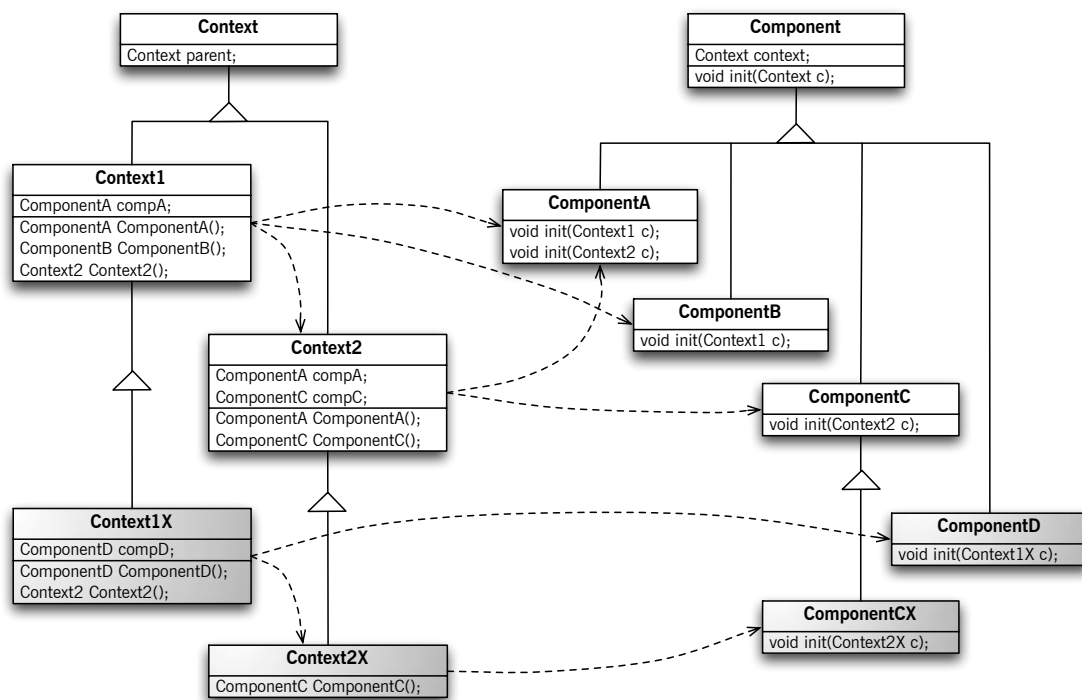 Context
Context parent;
Component
Context context;
void init(Context c);
Context1
ComponentA compA;
ComponentA ComponentA();
ComponentB ComponentB();
Context2 Context2();
ComponentA
void init(Context1 c);
void init(Context2 c);
ComponentB
void init(Context1 c);
Context2
ComponentA compA;
ComponentC compC;
ComponentA ComponentA();
ComponentC ComponentC();
ComponentC
void init(Context2 c);
Context1X
ComponentD compD;
ComponentD ComponentD();
Context2 Context2();
ComponentD
void init(Context1X c);
Context2X
ComponentC ComponentC();
ComponentCX
void init(Context2X c);